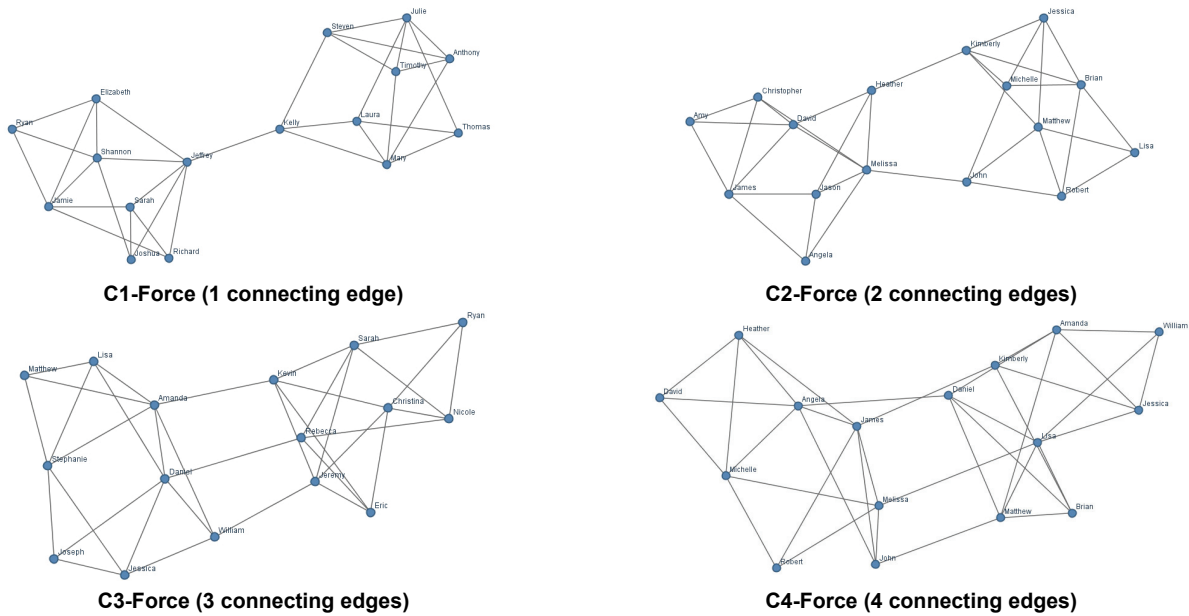 Steven
Julie
Anthony
Timothy
Elizabeth
Ryan
Kelly
Laura
Thomas
Shannon
Jeffrey
Mary
Jamie
Sarah
Joshua
Richard
C1-Force (1 connecting edge)
Jessica
Kimberly
Heather
Michelle
Brian
Christopher
Amy
David
Matthew
Lisa
Melissa
John
James
Jason
Robert
Angela
C2-Force (2 connecting edges)
Ryan
Sarah
Lisa
Matthew
Kevin
Amanda
Christina
Nicole
Rebecca
Stephanie
Daniel
Jeremy
Eric
William
Joseph
Jessica
C3-Force (3 connecting edges)
Heather
Amanda
William
Kimberly
David
Daniel
Angela
Jessica
James
Lisa
Michelle
Melissa
Matthew
Brian
Robert
John
C4-Force (4 connecting edges)